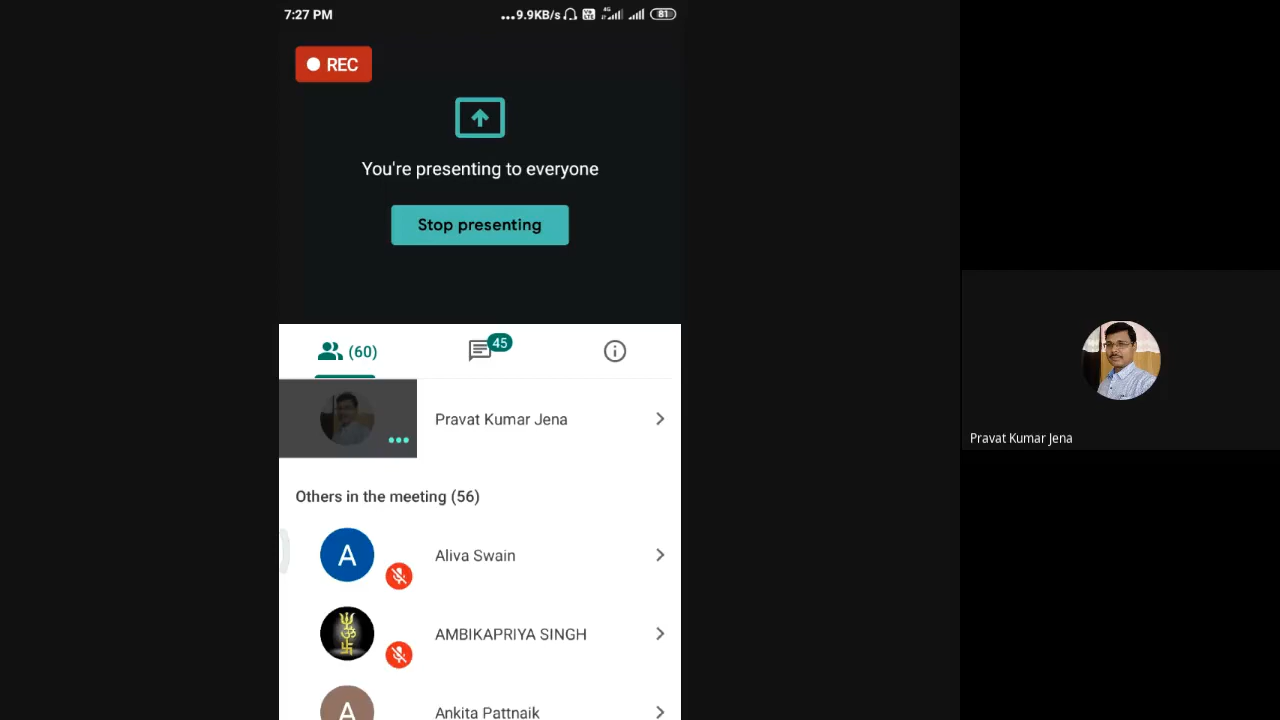 7:27 PM
...9.9KB/s 4G 81
REC
You're presenting to everyone
Stop presenting
(60)
45
Pravat Kumar Jena
Others in the meeting (56)
A
Aliva Swain
AMBIKAPRIYA SINGH
A
Ankita Pattnaik
Pravat Kumar Jena